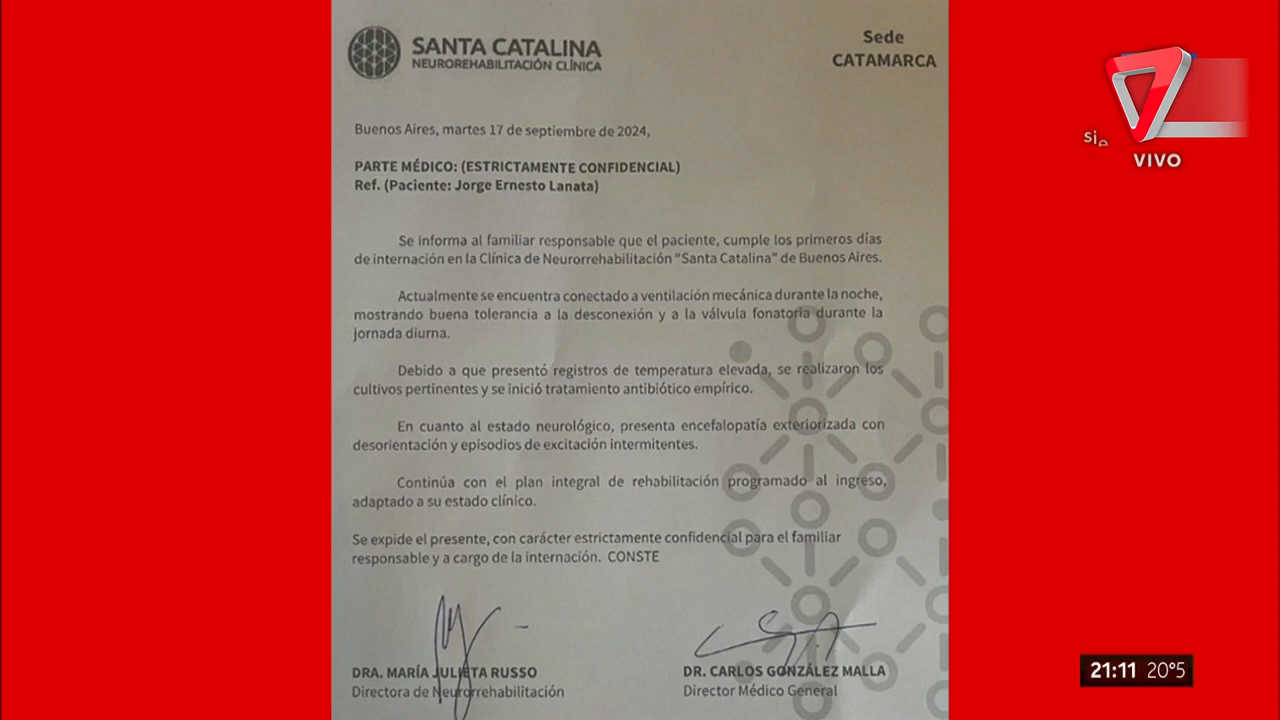 SANTA CATALINA
NEUROREHABILITACIÓN CLÍNICA
Sede
CATAMARCA
Buenos Aires, martes 17 de septiembre de 2024,
PARTE MÉDICO: (ESTRICTAMENTE CONFIDENCIAL)
Ref. (Paciente: Jorge Ernesto Lanata)
Se informa al familiar responsable que el paciente, cumple los primeros días
de internación en la Clínica de Neurorrehabilitación "Santa Catalina" de Buenos Aires.
Actualmente se encuentra conectado a ventilación mecánica durante la noche,
mostrando buena tolerancia a la desconexión y a la válvula fonatoria durante la
jornada diurna.
Debido a que presentó registros de temperatura elevada, se realizaron los
cultivos pertinentes y se inició tratamiento antibiótico empírico.
En cuanto al estado neurológico, presenta encefalopatía exteriorizada con
desorientación y episodios de excitación intermitentes.
Continúa con el plan integral de rehabilitación programado al ingreso,
adaptado a su estado clínico.
Se expide el presente, con carácter estrictamente confidencial para el familiar
responsable y a cargo de la internación. CONSTE
DRA. MARÍA JULIETA RUSSO
Directora de Neurorrehabilitación
DR. CARLOS GONZÁLEZ MALLA
Director Médico General
VIVO
21:11 20°5